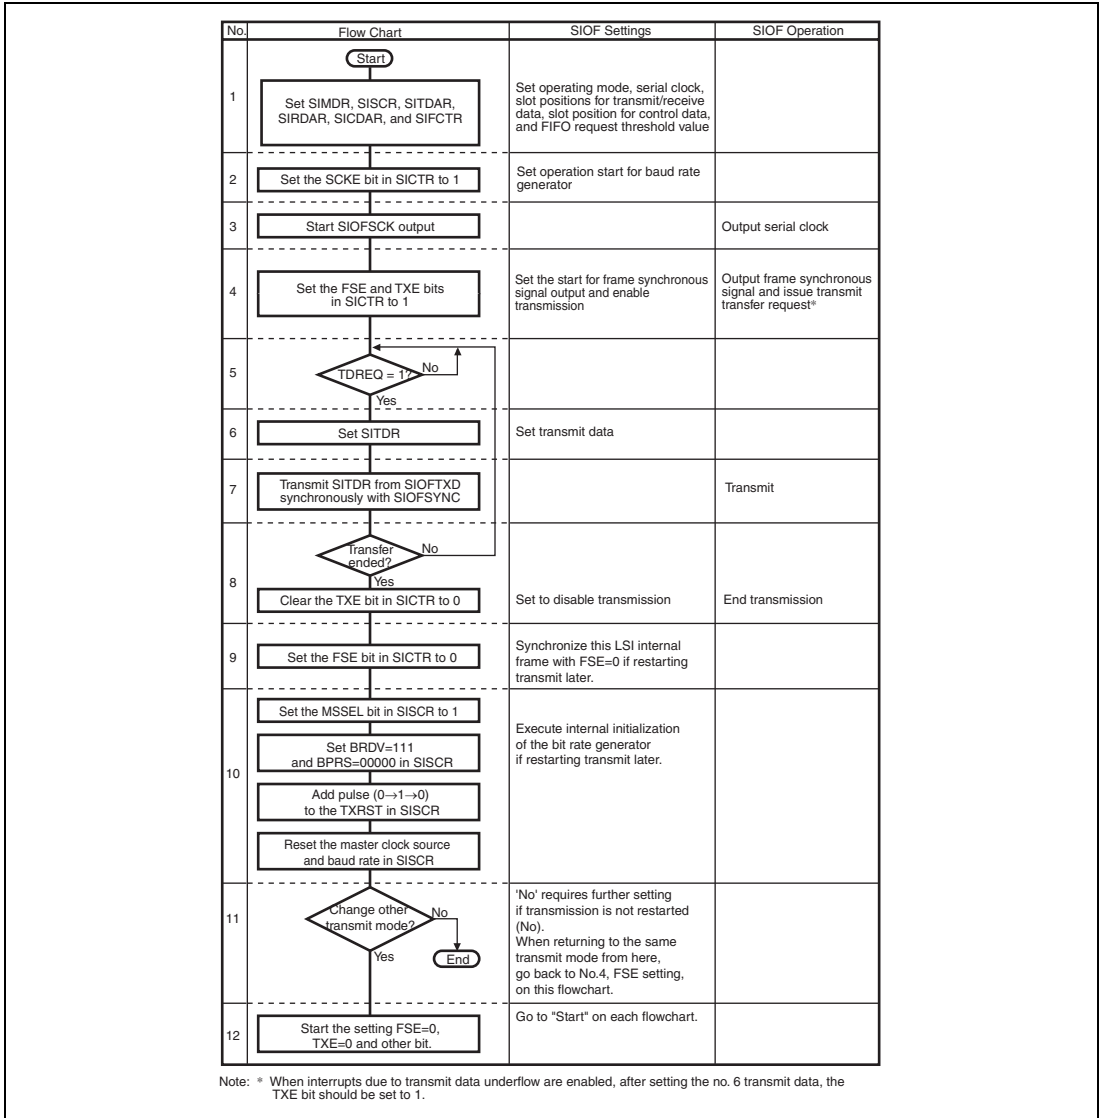 No.
Flow Chart
SIOF Settings
SIOF Operation
Start
1
Set SIMDR, SISCR, SITDAR,
SIRDAR, SICDAR, and SIFCTR
Set operating mode, serial clock,
slot positions for transmit/receive
data, slot position for control data,
and FIFO request threshold value
2
Set the SCKE bit in SICTR to 1
Set operation start for baud rate
generator
3
Start SIOFSCK output
Output serial clock
4
Set the FSE and TXE bits
in SICTR to 1
Set the start for frame synchronous
signal output and enable
transmission
Output frame synchronous
signal and issue transmit
transfer request*
5
TDREQ = 1?
No
Yes
6
Set SITDR
Set transmit data
7
Transmit SITDR from SIOFTXD
synchronously with SIOFSYNC
Transmit
8
Transfer
ended?
No
Yes
Clear the TXE bit in SICTR to 0
Set to disable transmission
End transmission
9
Set the FSE bit in SICTR to 0
Synchronize this LSI internal
frame with FSE=0 if restarting
transmit later.
10
Set the MSSEL bit in SISCR to 1
Set BRDV=111
and BPRS=00000 in SISCR
Add pulse (0→1→0)
to the TXRST in SISCR
Reset the master clock source
and baud rate in SISCR
Execute internal initialization
of the bit rate generator
if restarting transmit later.
11
Change other
transmit mode?
No
Yes
End
'No' requires further setting
if transmission is not restarted
(No).
When returning to the same
transmit mode from here,
go back to No.4, FSE setting,
on this flowchart.
12
Start the setting FSE=0,
TXE=0 and other bit.
Go to "Start" on each flowchart.
Note: * When interrupts due to transmit data underflow are enabled, after setting the no. 6 transmit data, the
TXE bit should be set to 1.